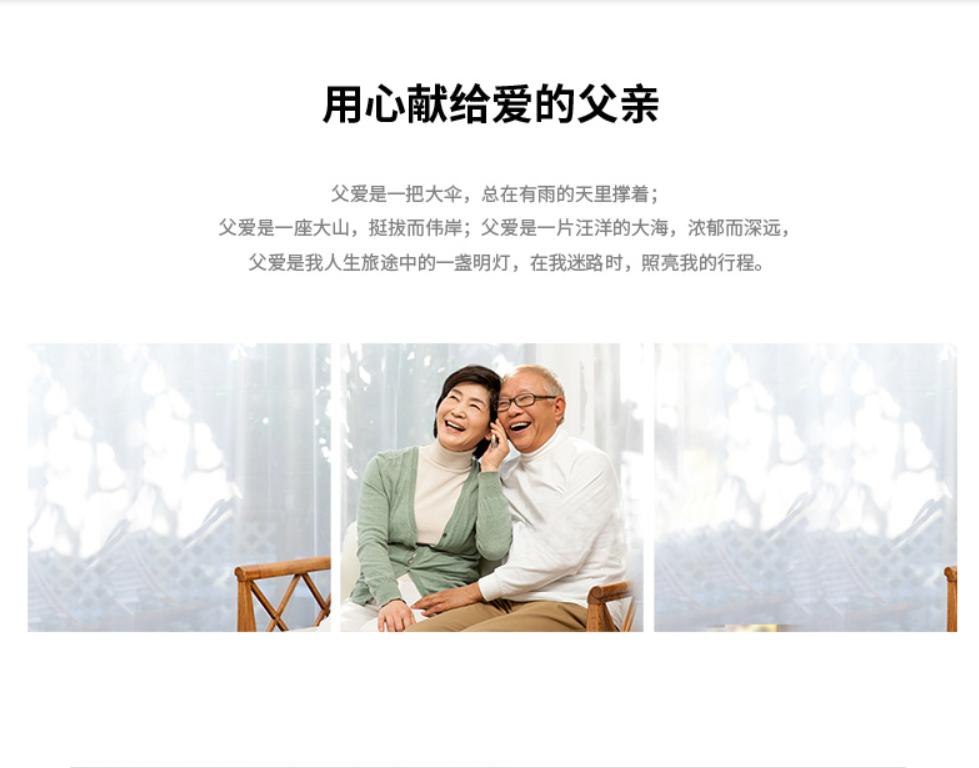 用心献给爱的父亲
父爱是一把大伞，总在有雨的天里撑着；
父爱是一座大山，挺拔而伟岸；父爱是一片汪洋的大海，浓郁而深远，
父爱是我人生旅途中的一盏明灯，在我迷路时，照亮我的行程。